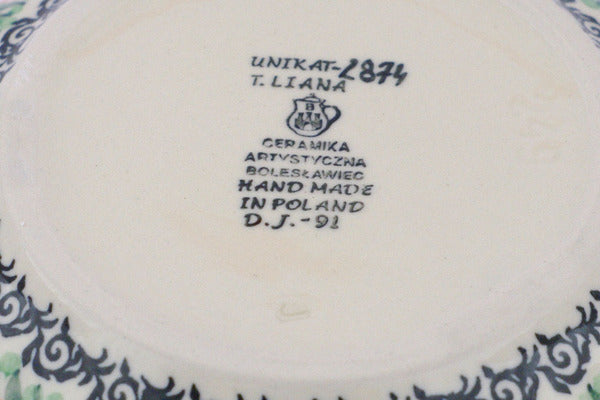 UNIKAT-2874
T. LIANA
B
CERAMIKA
ARTYSTYCZNA
BOLESŁAWIEC
HAND MADE
IN POLAND
D.J.-91